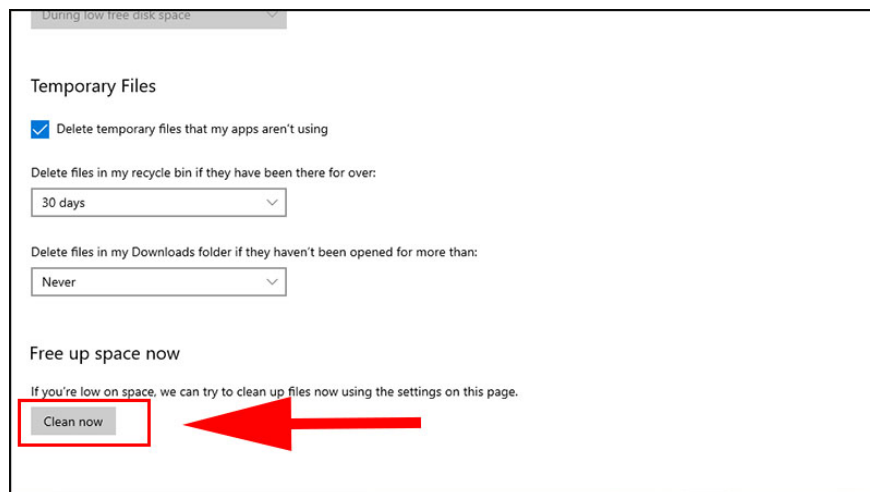 During low free disk space
Temporary Files
Delete temporary files that my apps aren't using
Delete files in my recycle bin if they have been there for over:
30 days
Delete files in my Downloads folder if they haven't been opened for more than:
Never
Free up space now
If you're low on space, we can try to clean up files now using the settings on this page.
Clean now